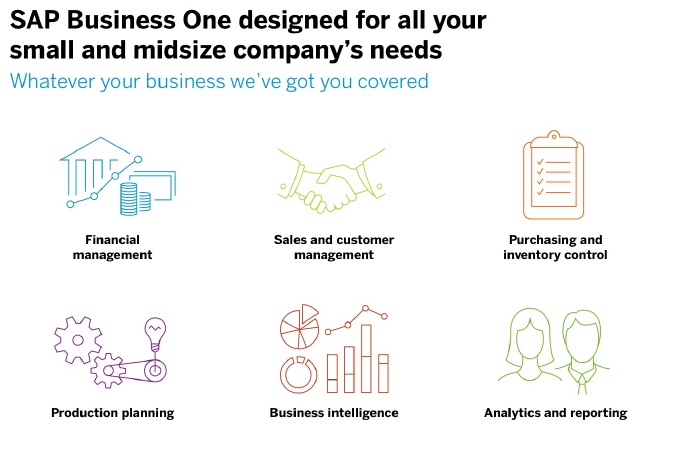 SAP Business One designed for all your
small and midsize company's needs
Whatever your business we've got you covered
Financial
management
Sales and customer
management
Purchasing and
inventory control
Production planning
Business intelligence
Analytics and reporting